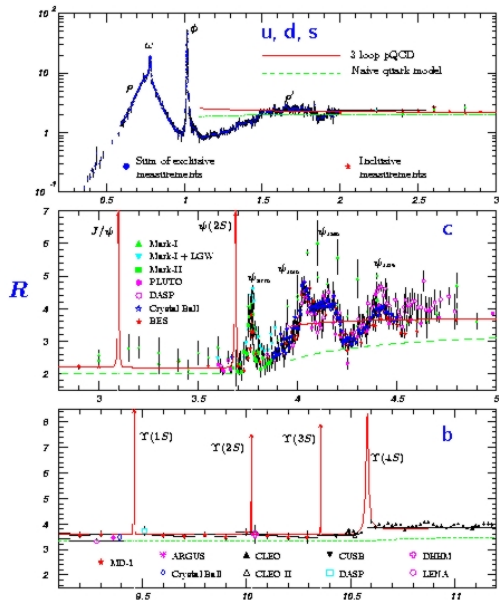 u, d, s
ϕ
ω
ρ
ρ′
3 loop pQCD
Naive quark model
Sum of exclusive
measurements
Inclusive
measurements
10²
10
1
10⁻¹
0.5 1 1.5 2 2.5 3
J/ψ
ψ(2S)
c
Mark-I
Mark-I + LGW
Mark-II
PLUTO
DASP
Crystal Ball
BES
R
8
7
6
5
4
3
2
3 3.5 4 4.5 5
ϒ(1S)
ϒ(2S)
ϒ(3S)
ϒ(4S)
b
8
7
6
5
4
3
2
MD-1
ARGUS
CLEO
CUSB
DHHM
Crystal Ball
CLEO II
DASP
LENA
9.5 10 10.5 11